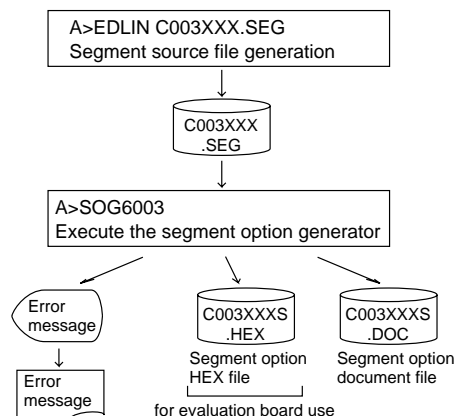 A>EDLIN C003XXX.SEG
Segment source file generation
C003XXX
.SEG
A>SOG6003
Execute the segment option generator
Error
message
C003XXXS
.HEX
C003XXXS
.DOC
Segment option
HEX file
Segment option
document file
Error
message
for evaluation board use